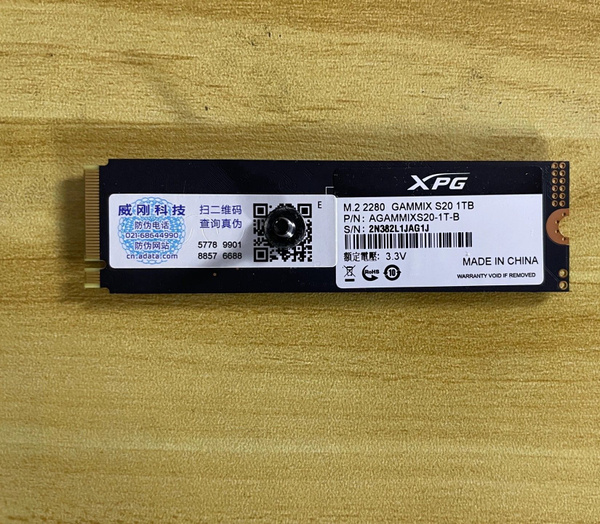 威刚科技
防伪电话
021-68644990
防伪网站
cn.adata.com
扫二维码
查询真伪
5778 9901
8857 6688
E
XPG
M.2 2280 GAMMIX S20 1TB
P/N: AGAMMIXS20-1T-B
S/N: 2N382L1JAG1J
額定電壓: 3.3V
RoHS
10
MADE IN CHINA
WARRANTY VOID IF REMOVED